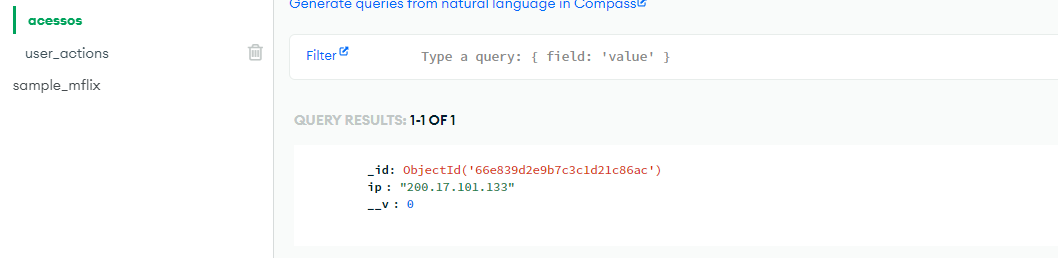 acessos
user_actions
sample_mflix
Generate queries from natural language in Compass
Filter
Type a query: { field: 'value' }
QUERY RESULTS: 1-1 OF 1
_id: ObjectId('66e839d2e9b7c3c1d21c86ac')
ip : "200.17.101.133"
__v : 0